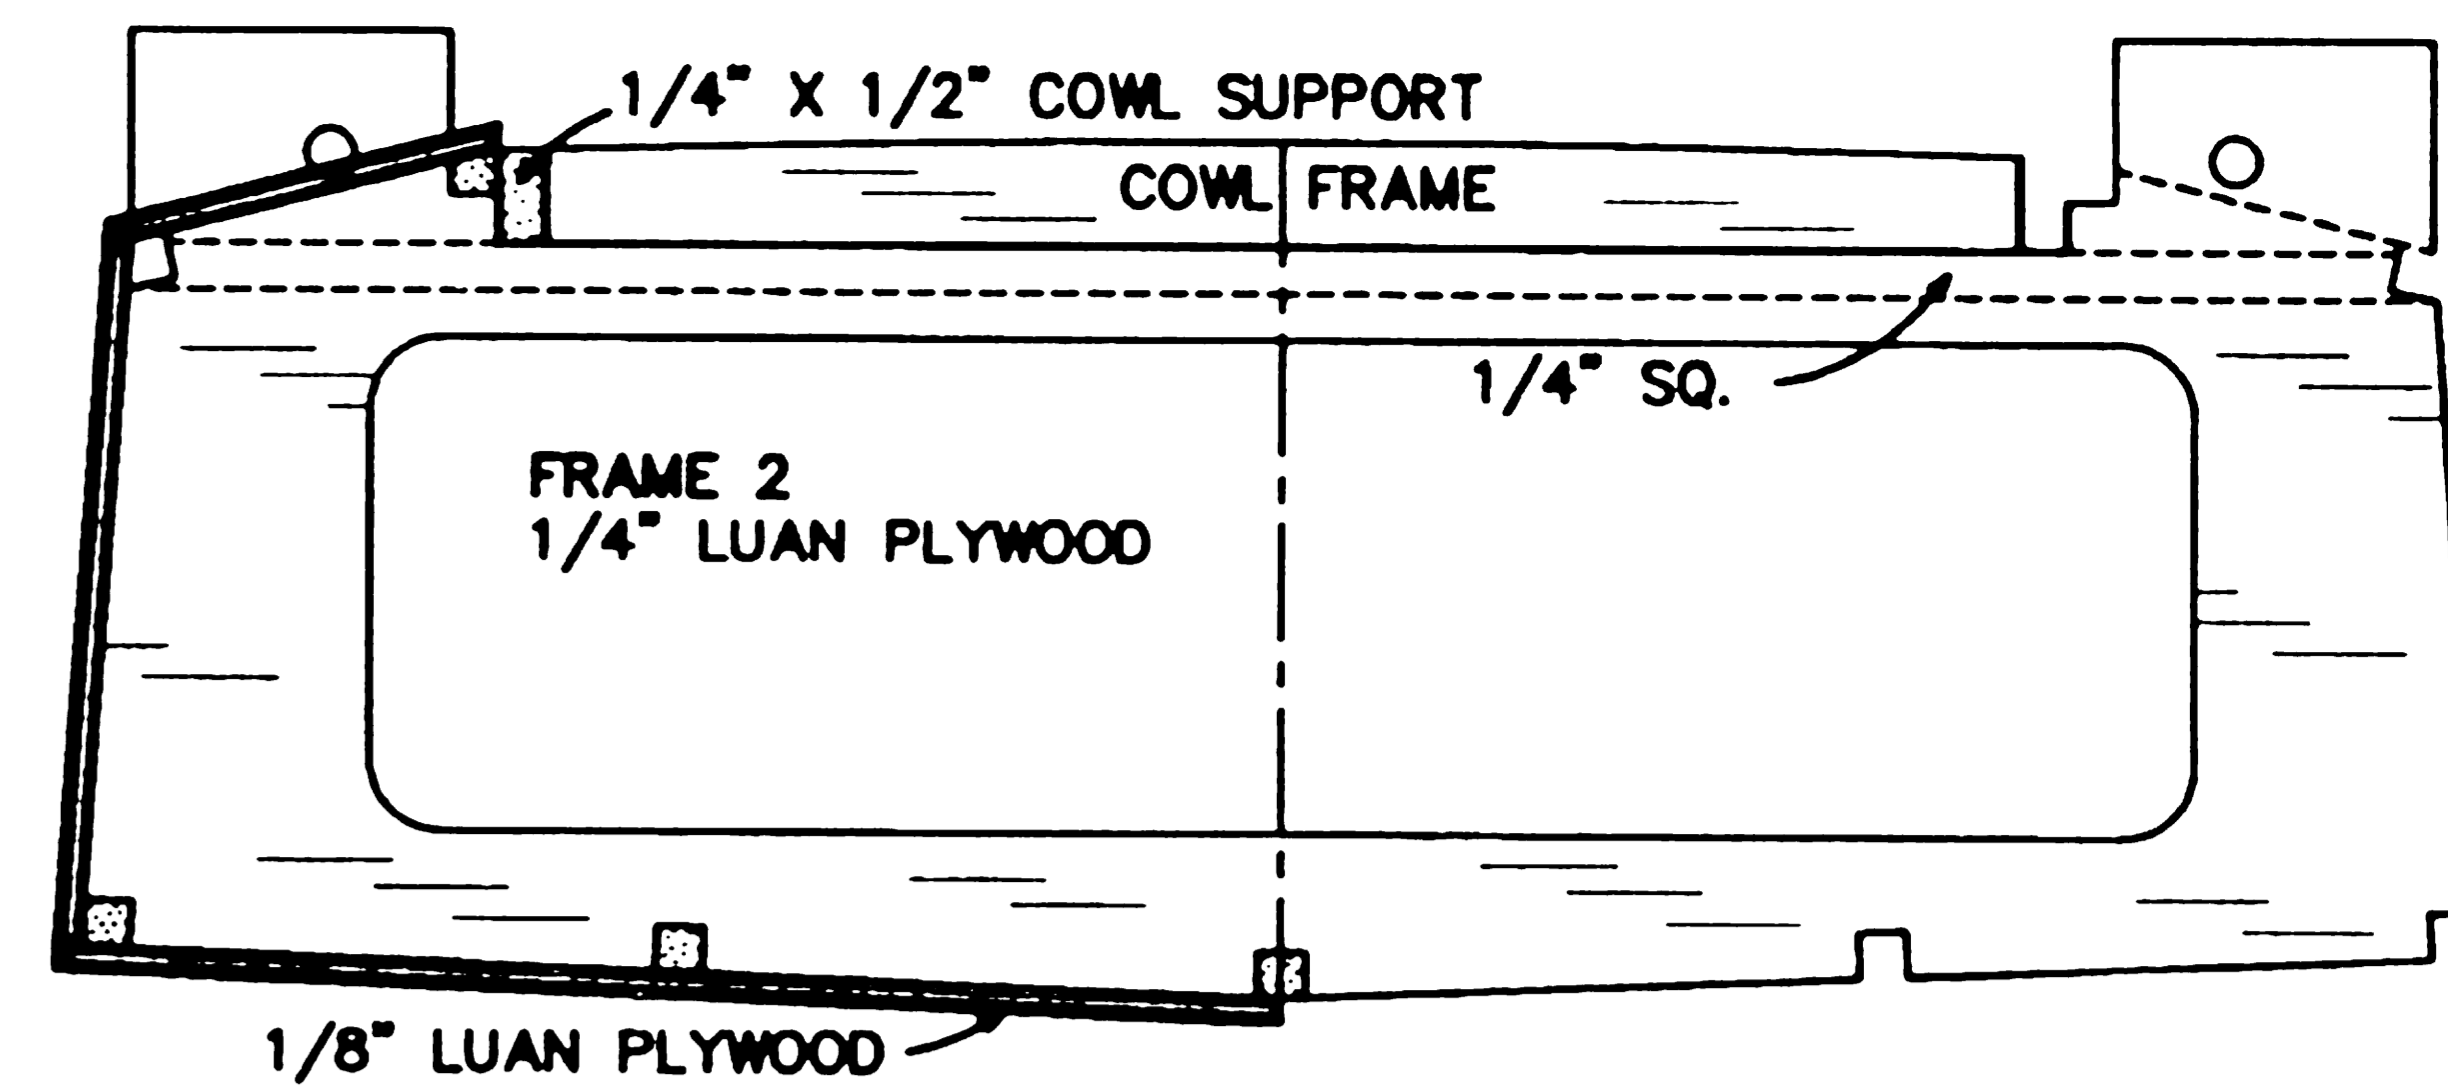 1/4" X 1/2" COWL SUPPORT
COWL FRAME
1/4" SQ.
FRAME 2
1/4" LUAN PLYWOOD
1/8" LUAN PLYWOOD